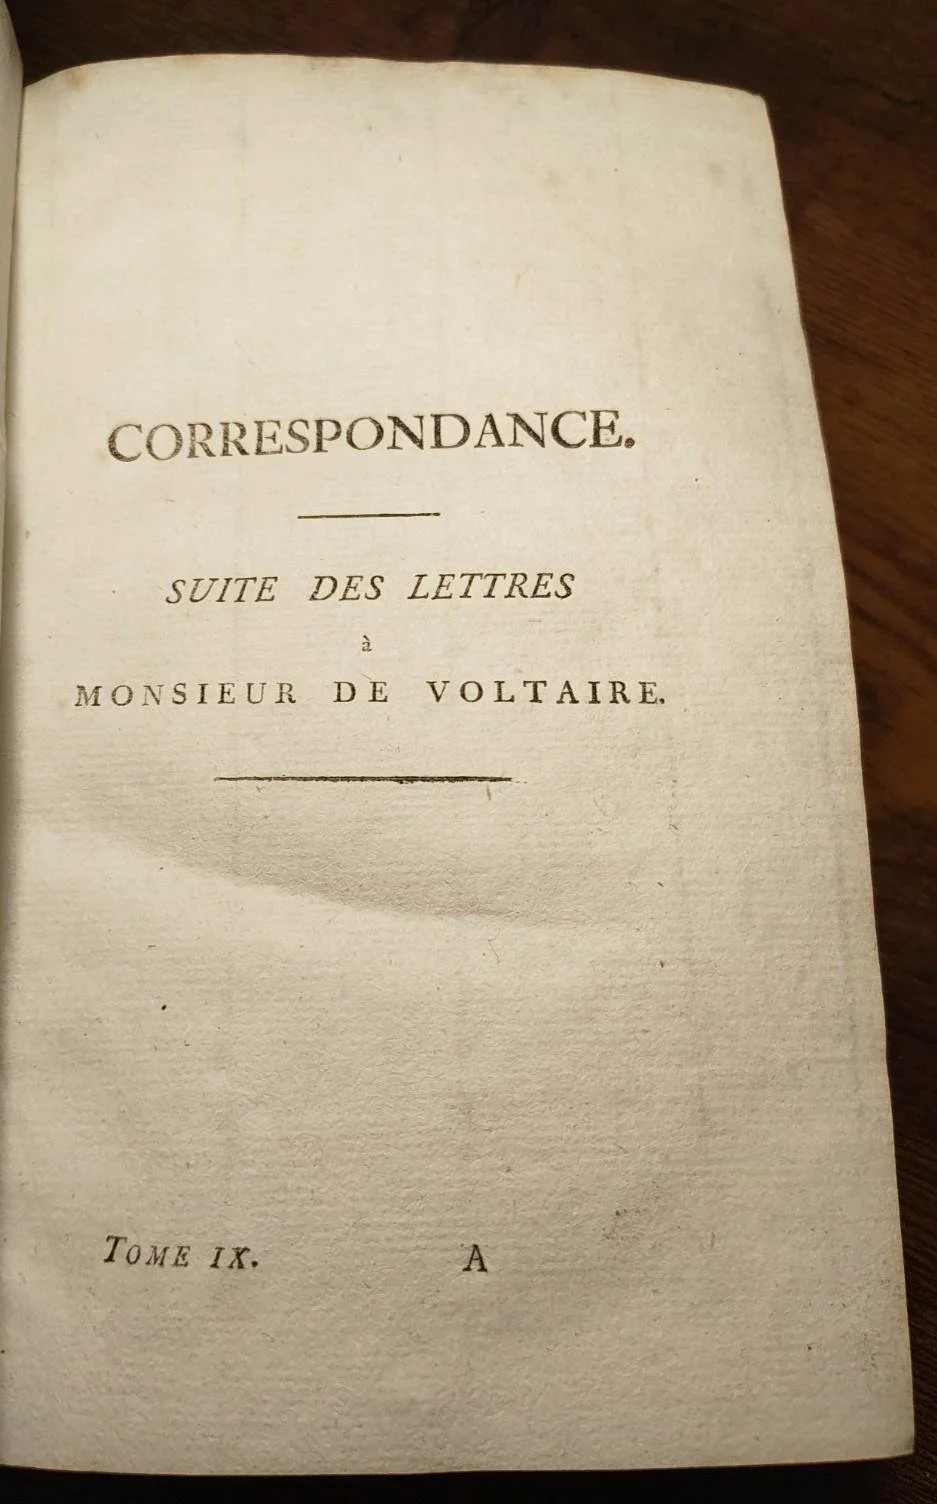 CORRESPONDANCE.
SUITE DES LETTRES
à
MONSIEUR DE VOLTAIRE.
TOME IX. A